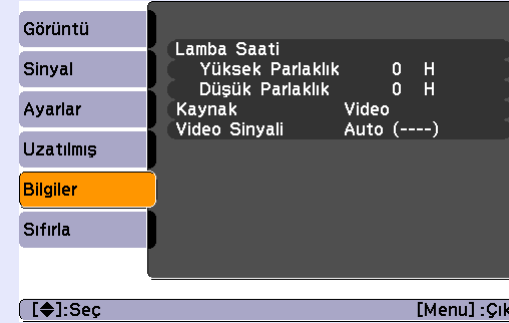 Görüntü
Sinyal
Ayarlar
Uzatılmış
Bilgiler
Sıfırla
Lamba Saati
Yüksek Parlaklık 0 H
Düşük Parlaklık 0 H
Kaynak Video
Video Sinyali Auto (----)
[◆]:Seç [Menu] :Çık